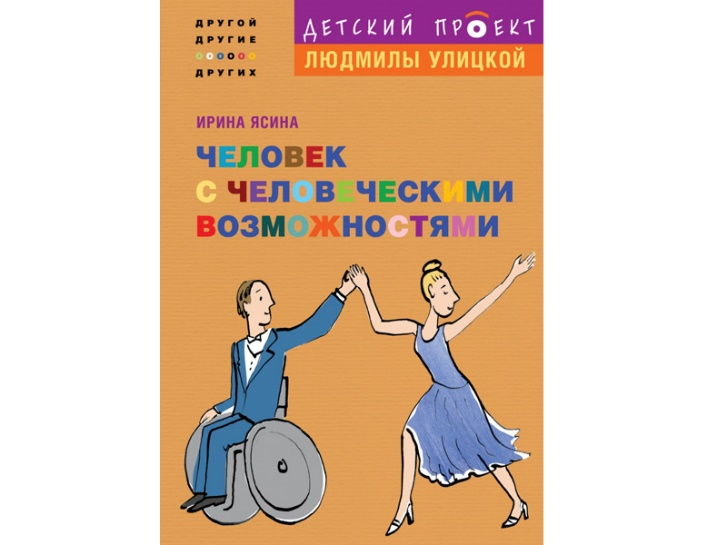 ДРУГОЙ
ДРУГИЕ
ДРУГИХ
ДЕТСКИЙ ПРОЕКТ
ЛЮДМИЛЫ УЛИЦКОЙ
ИРИНА ЯСИНА
ЧЕЛОВЕК
С ЧЕЛОВЕЧЕСКИМИ
ВОЗМОЖНОСТЯМИ